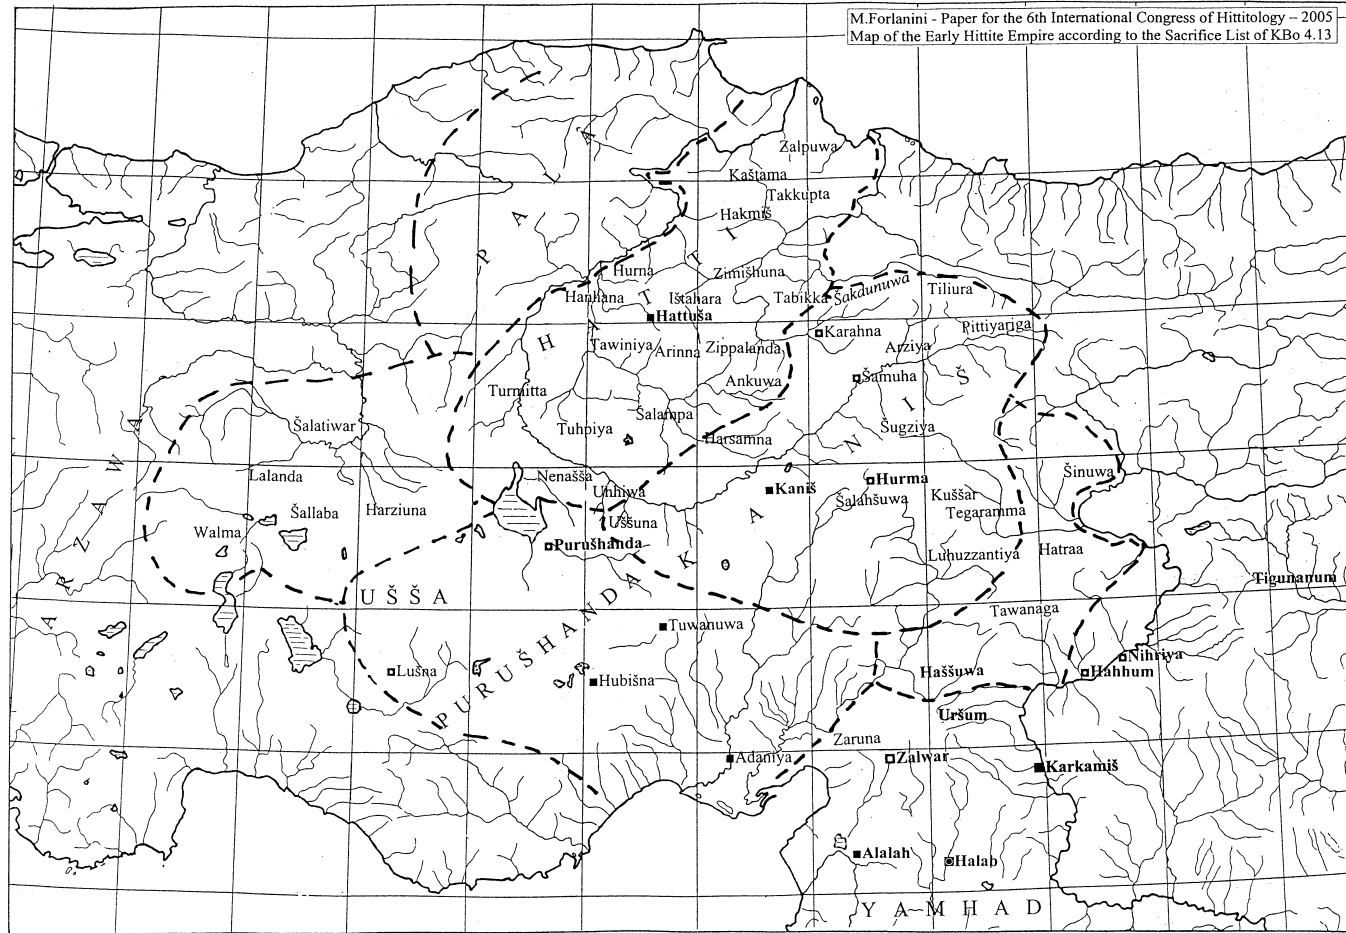 M.Forlanini - Paper for the 6th International Congress of Hittitology – 2005
Map of the Early Hittite Empire according to the Sacrifice List of KBo 4.13
Zalpuwa
PALA
Kaštama
Takkupta
Hakmiš
HATTI
Hurna
Zimišhuna
Hanhana
Ištahara
Tabikka
Šakdunuwa
Tiliura
Hattuša
Karahna
Pittiyariga
Tawiniya
Arinna
Zippalanda
Arziya
Ankuwa
Šamuha
Turmitta
Šalampa
Šalatiwar
Tuhpiya
Harsamna
Šugziya
KANIŠ
ARZAWA
Lalanda
Nenašša
Kaniš
Hurma
Šinuwa
Uhhiwa
Šalahšuwa
Kuššar
Šallaba
Harziuna
Tegaramma
Walma
Uššuna
Purušhanda
Luhuzzantiya
Hatraa
Tigunanum
UŠŠA
Tawanaga
PURUŠHANDA
Tuwanuwa
Nihriya
Lušna
Hubišna
Haššuwa
Hahhum
Uršum
Zaruna
Adaniya
Zalwar
Karkamiš
Alalah
Halab
YAMHAD